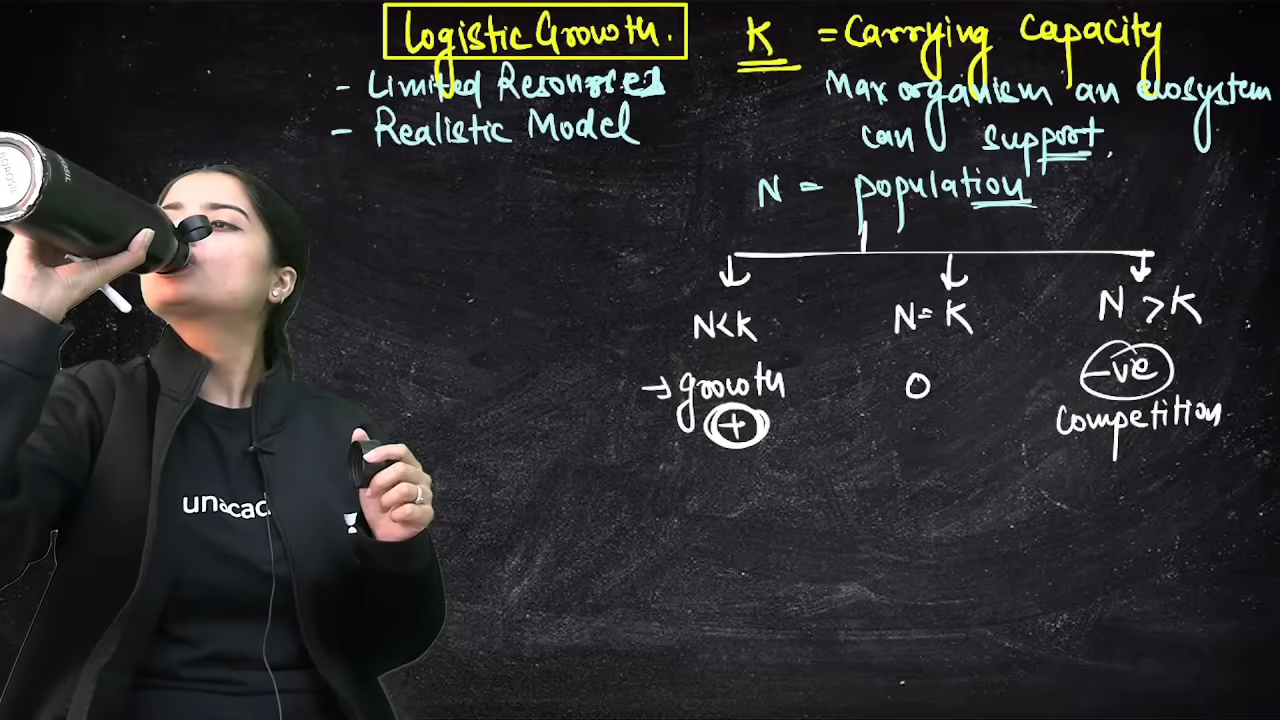 Logistic Growth.
- Limited Resources
- Realistic Model
K = Carrying Capacity
Max organism an ecosystem
can support.
N = population
N<K
N=K
N>K
→ growth
+
0
-ve
competition
BOROSIL
unacad